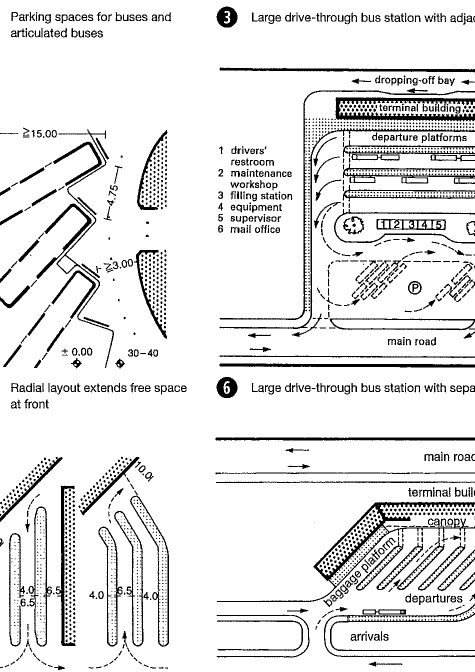 Parking spaces for buses and
articulated buses
≧15.00
4.75
≧3.00
± 0.00
30–40
Radial layout extends free space
at front
4.0
6.5
6.5
10.0
4.0
6.5
4.0
3 Large drive-through bus station with adjac
dropping-off bay
terminal building
departure platforms
1 drivers'
restroom
2 maintenance
workshop
3 filling station
4 equipment
5 supervisor
6 mail office
1 2 3 4 5
P
main road
6 Large drive-through bus station with sepa
main road
terminal buil
canopy
baggage platform
departures
arrivals